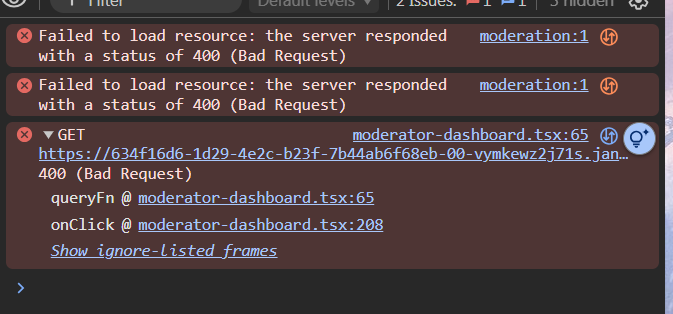 Filter Default levels 2 Issues: 1 1 3 hidden
Failed to load resource: the server responded moderation:1
with a status of 400 (Bad Request)
Failed to load resource: the server responded moderation:1
with a status of 400 (Bad Request)
▼GET moderator-dashboard.tsx:65
https://634f16d6-1d29-4e2c-b23f-7b44ab6f68eb-00-vymkewz2j71s.jan…
400 (Bad Request)
queryFn @ moderator-dashboard.tsx:65
onClick @ moderator-dashboard.tsx:208
Show ignore-listed frames
>